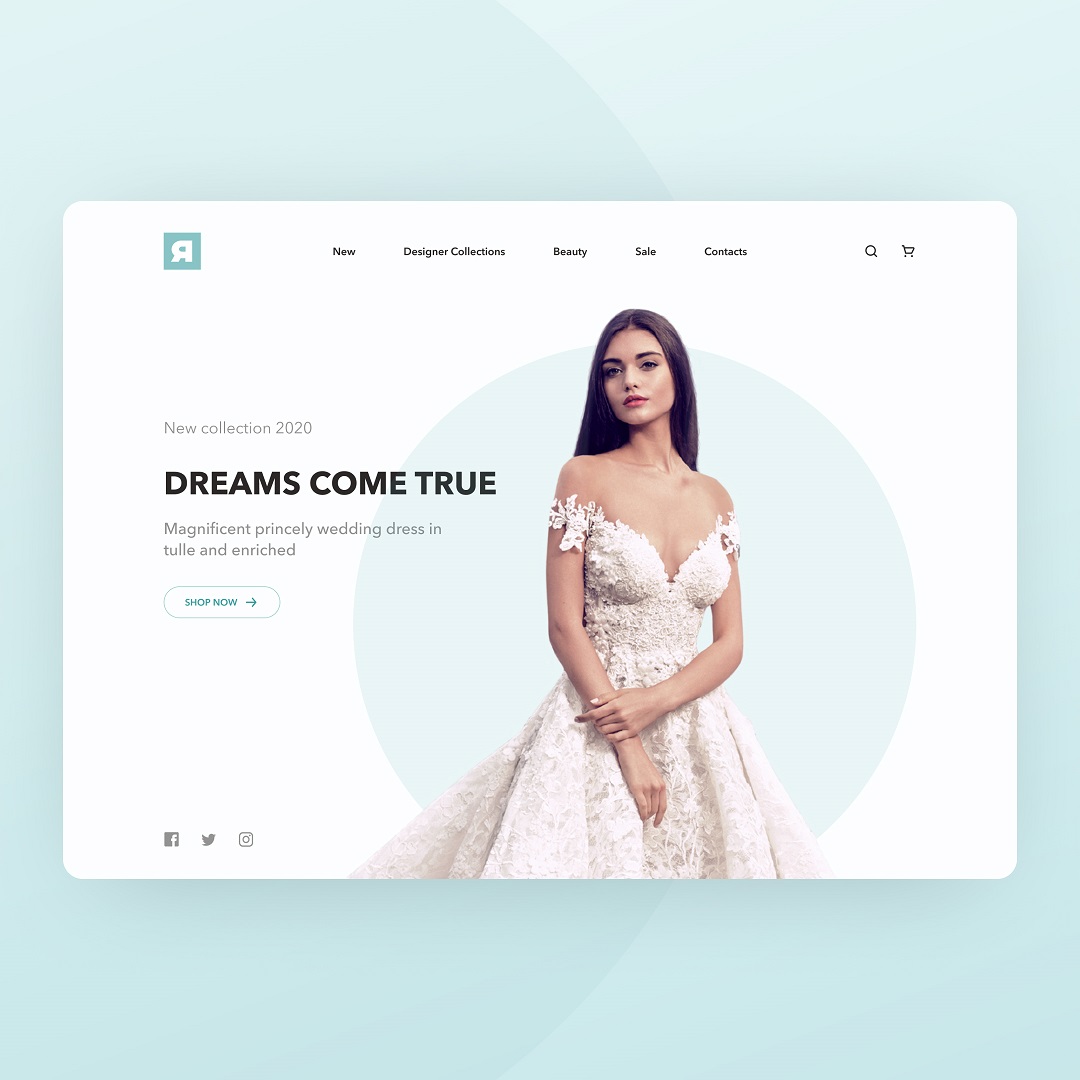 Я
New
Designer Collections
Beauty
Sale
Contacts
New collection 2020
DREAMS COME TRUE
Magnificent princely wedding dress in
tulle and enriched
SHOP NOW